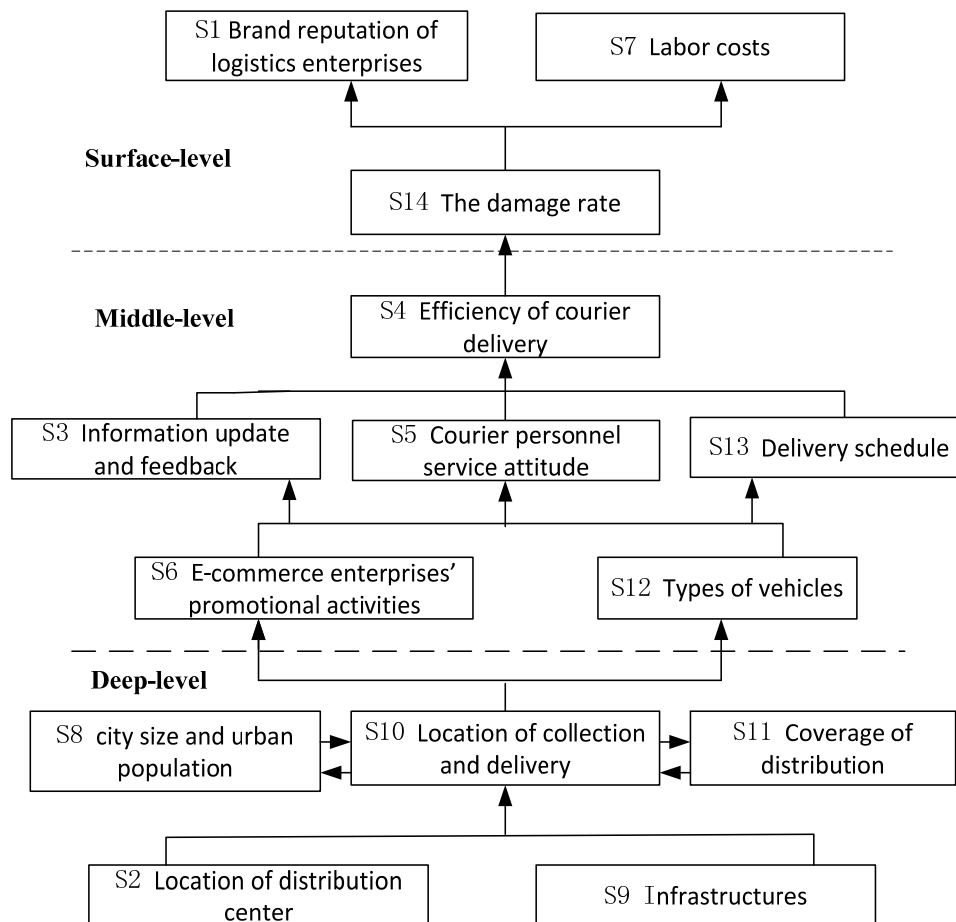 S1 Brand reputation of
logistics enterprises
S7 Labor costs
Surface-level
S14 The damage rate
Middle-level
S4 Efficiency of courier
delivery
S3 Information update
and feedback
S5 Courier personnel
service attitude
S13 Delivery schedule
S6 E-commerce enterprises'
promotional activities
S12 Types of vehicles
Deep-level
S8 city size and urban
population
S10 Location of collection
and delivery
S11 Coverage of
distribution
S2 Location of distribution
center
S9 Infrastructures